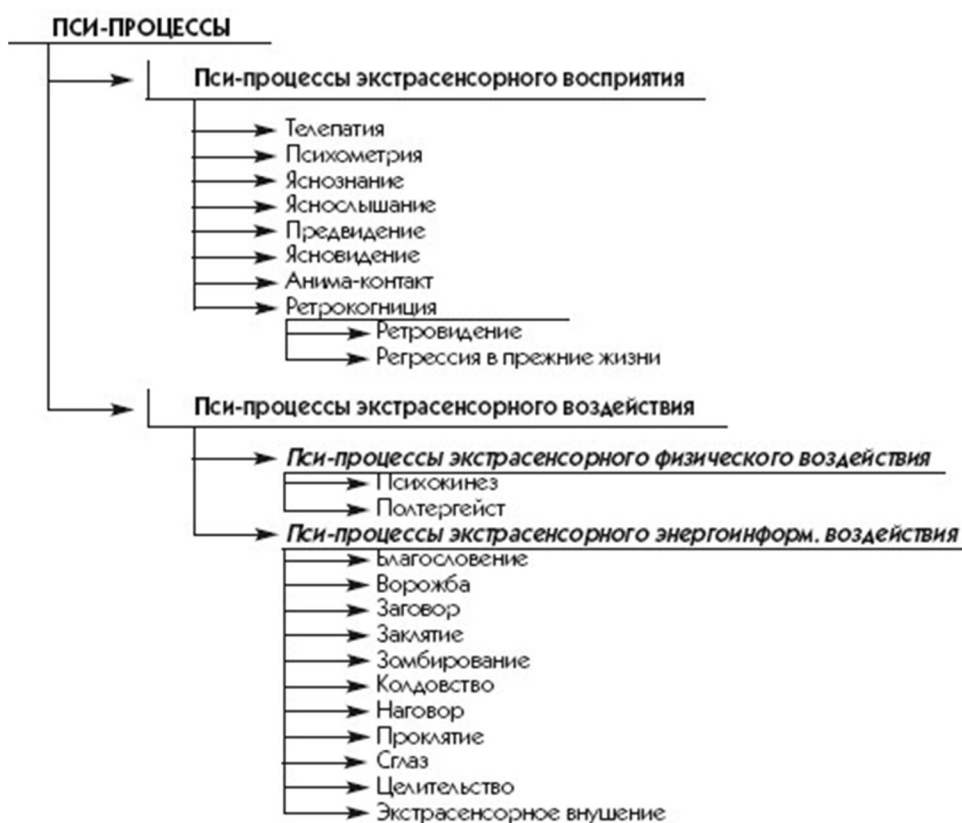 ПСИ-ПРОЦЕССЫ
Пси-процессы экстрасенсорного восприятия
Телепатия
Психометрия
Яснознание
Яснослышание
Предвидение
Ясновидение
Анима-контакт
Ретрокогниция
Ретровидение
Регрессия в прежние жизни
Пси-процессы экстрасенсорного воздействия
Пси-процессы экстрасенсорного физического воздействия
Психокинез
Полтергейст
Пси-процессы экстрасенсорного энергоинформ. воздействия
Благословение
Ворожба
Заговор
Заклятие
Зомбирование
Колдовство
Наговор
Проклятие
Сглаз
Целительство
Экстрасенсорное внушение